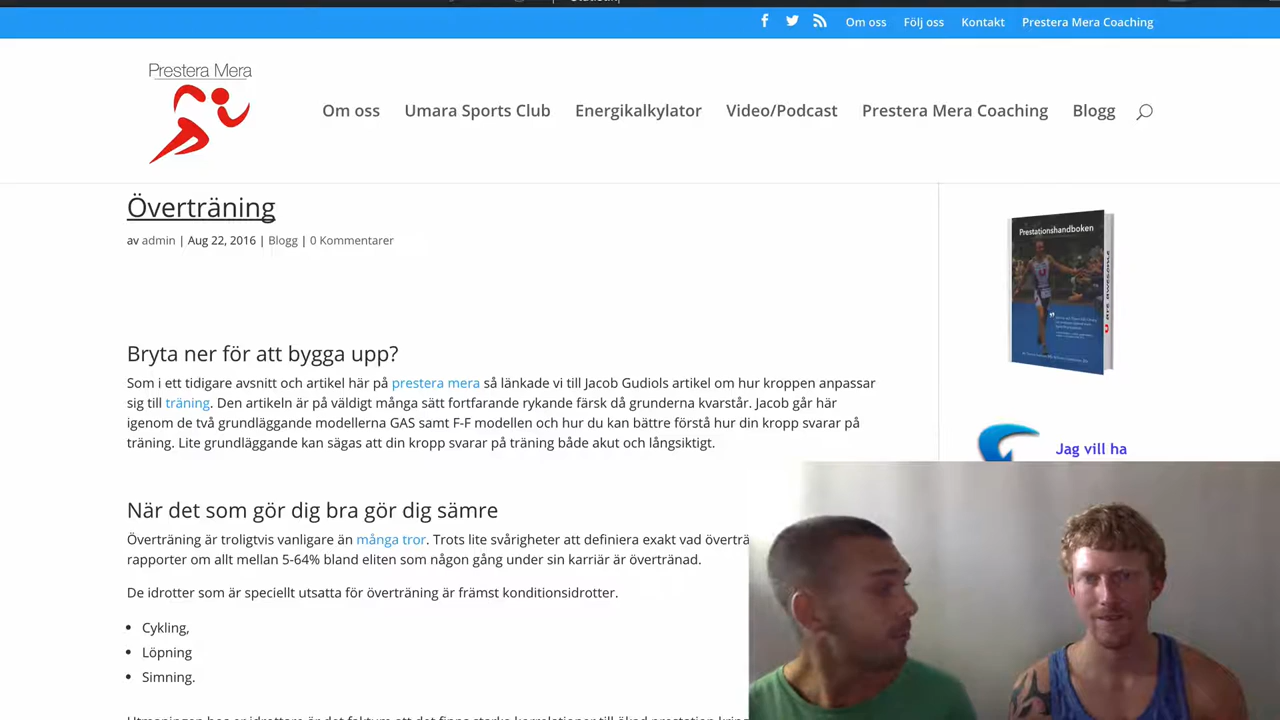 Om oss Följ oss Kontakt Prestera Mera Coaching
Prestera Mera
Om oss Umara Sports Club Energikalkylator Video/Podcast Prestera Mera Coaching Blogg
Överträning
av admin | Aug 22, 2016 | Blogg | 0 Kommentarer
Prestationshandboken
Bryta ner för att bygga upp?
Som i ett tidigare avsnitt och artikel här på prestera mera så länkade vi till Jacob Gudiols artikel om hur kroppen anpassar
sig till träning. Den artikeln är på väldigt många sätt fortfarande rykande färsk då grunderna kvarstår. Jacob går här
igenom de två grundläggande modellerna GAS samt F-F modellen och hur du kan bättre förstå hur din kropp svarar på
träning. Lite grundläggande kan sägas att din kropp svarar på träning både akut och långsiktigt.
Jag vill ha
När det som gör dig bra gör dig sämre
Överträning är troligtvis vanligare än många tror. Trots lite svårigheter att definiera exakt vad överträ
rapporter om allt mellan 5-64% bland eliten som någon gång under sin karriär är övertränad.
De idrotter som är speciellt utsatta för överträning är främst konditionsidrotter.
Cykling,
Löpning
Simning.